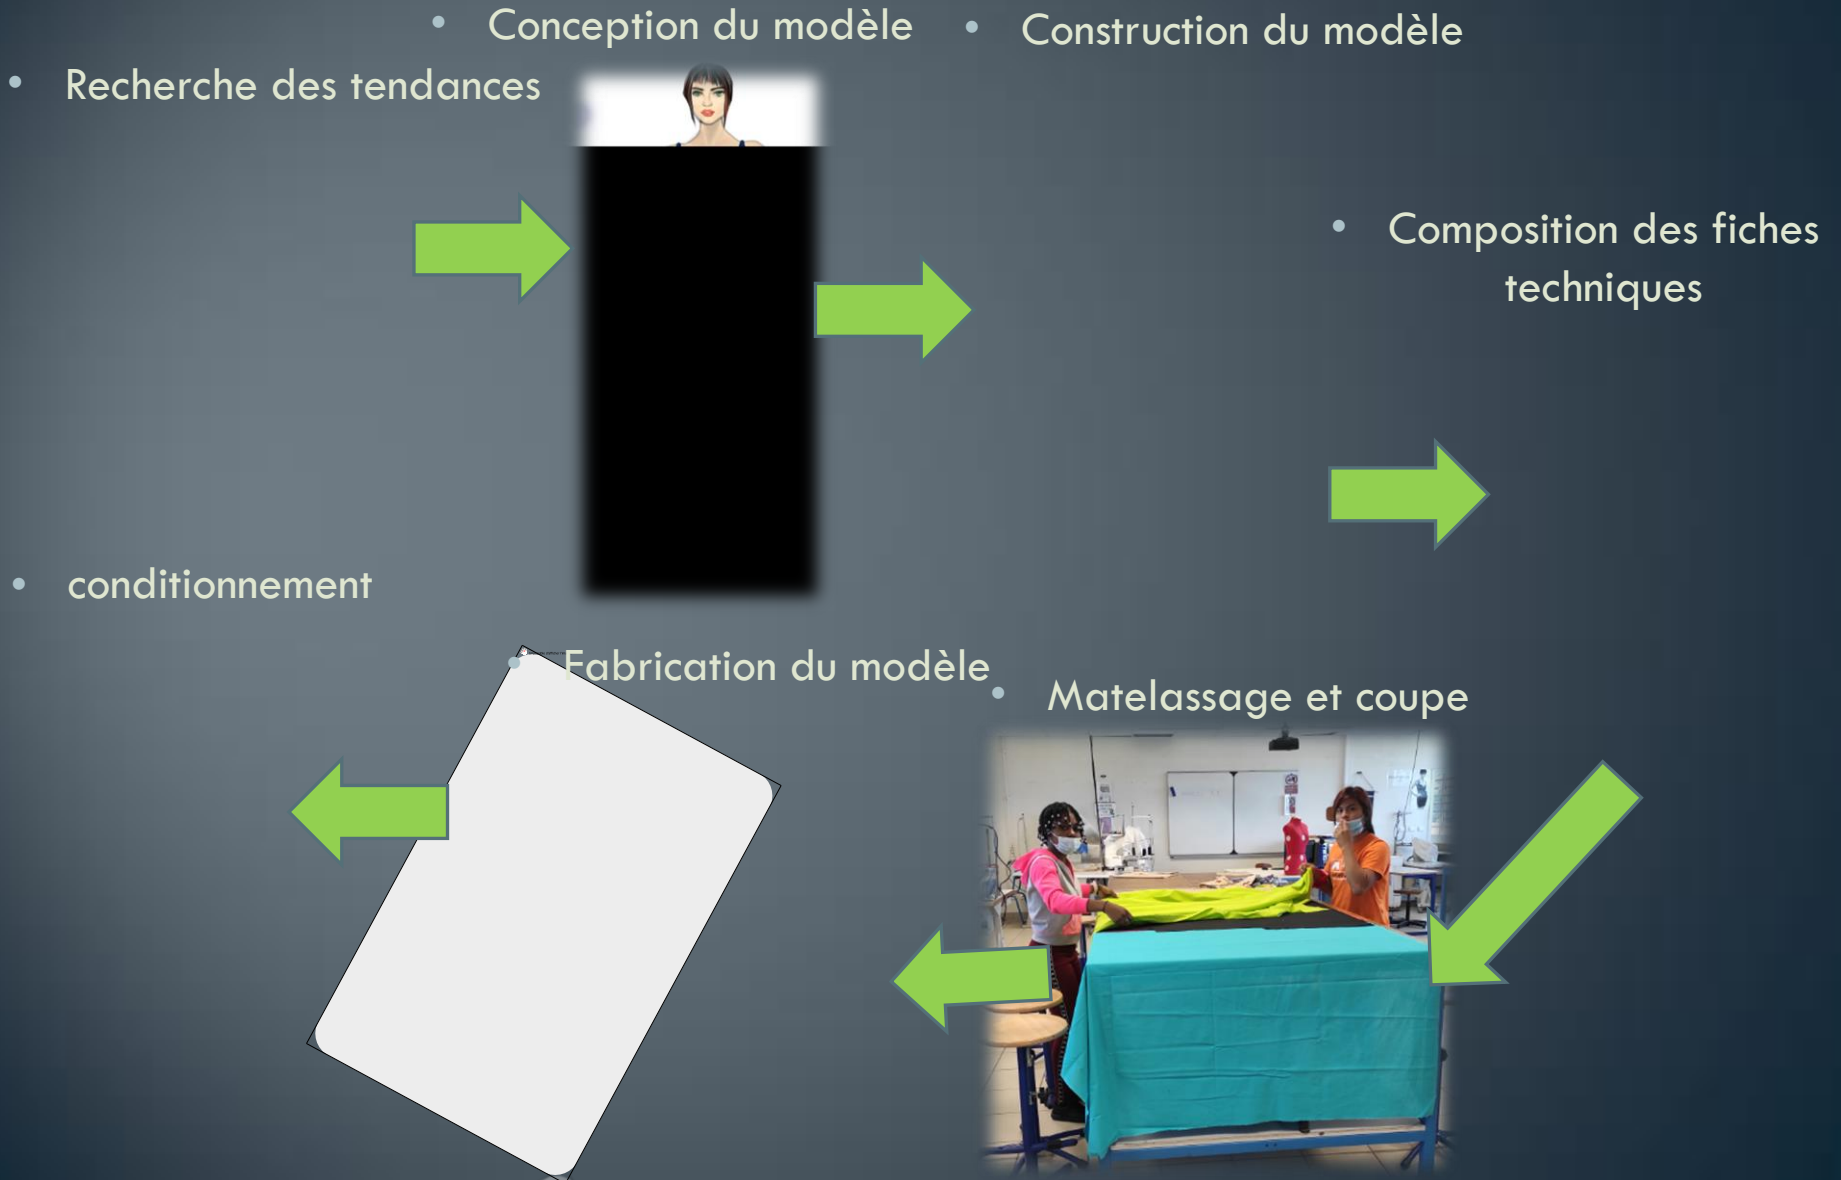 Conception du modèle
Construction du modèle
Recherche des tendances
Composition des fiches
techniques
conditionnement
Fabrication du modèle
Matelassage et coupe